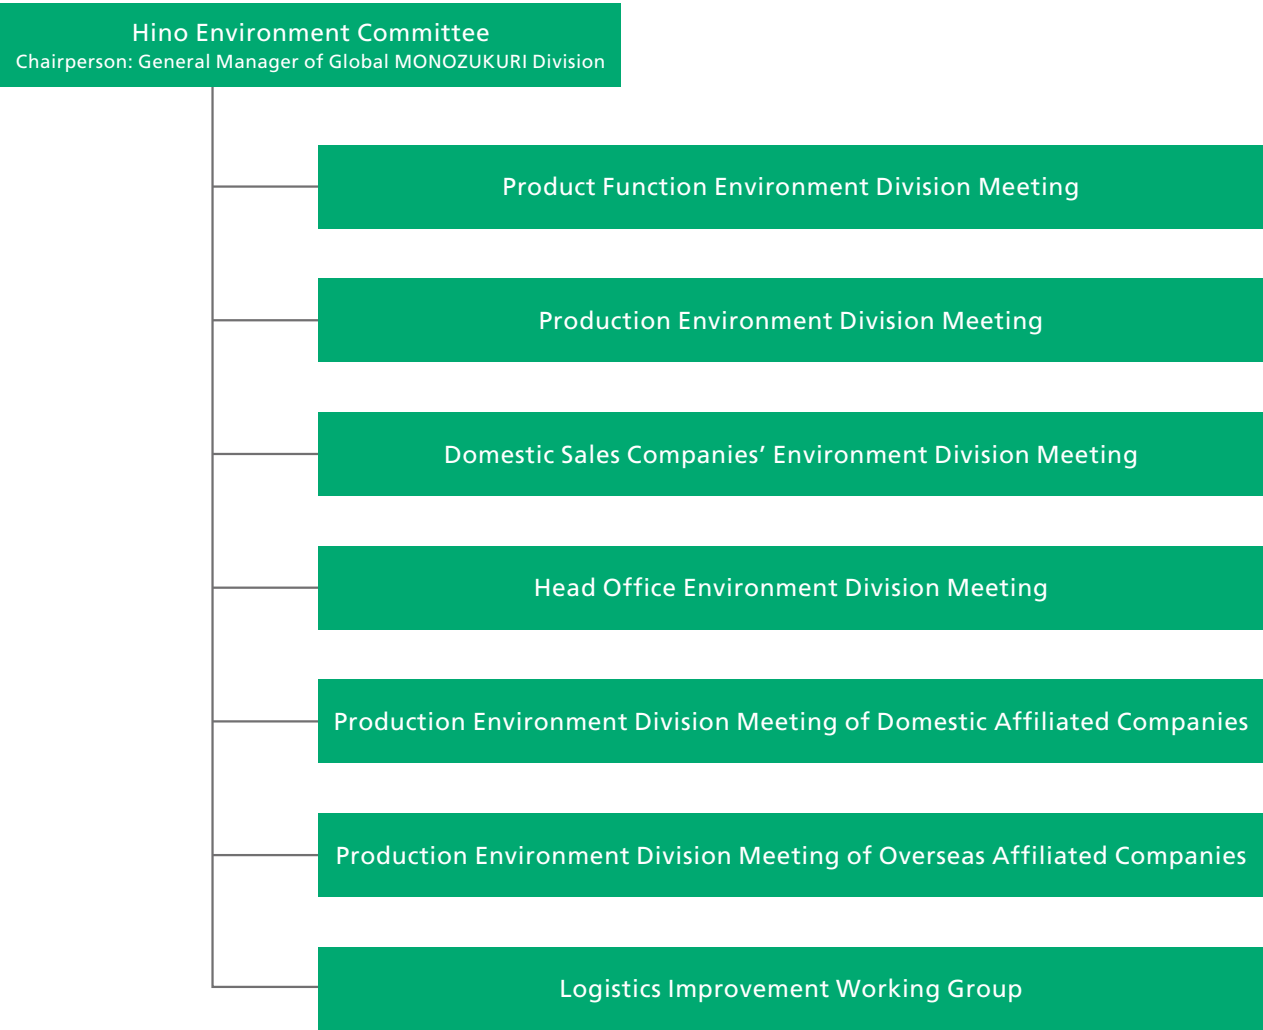 Hino Environment Committee
Chairperson: General Manager of Global MONOZUKURI Division
Product Function Environment Division Meeting
Production Environment Division Meeting
Domestic Sales Companies’ Environment Division Meeting
Head Office Environment Division Meeting
Production Environment Division Meeting of Domestic Affiliated Companies
Production Environment Division Meeting of Overseas Affiliated Companies
Logistics Improvement Working Group